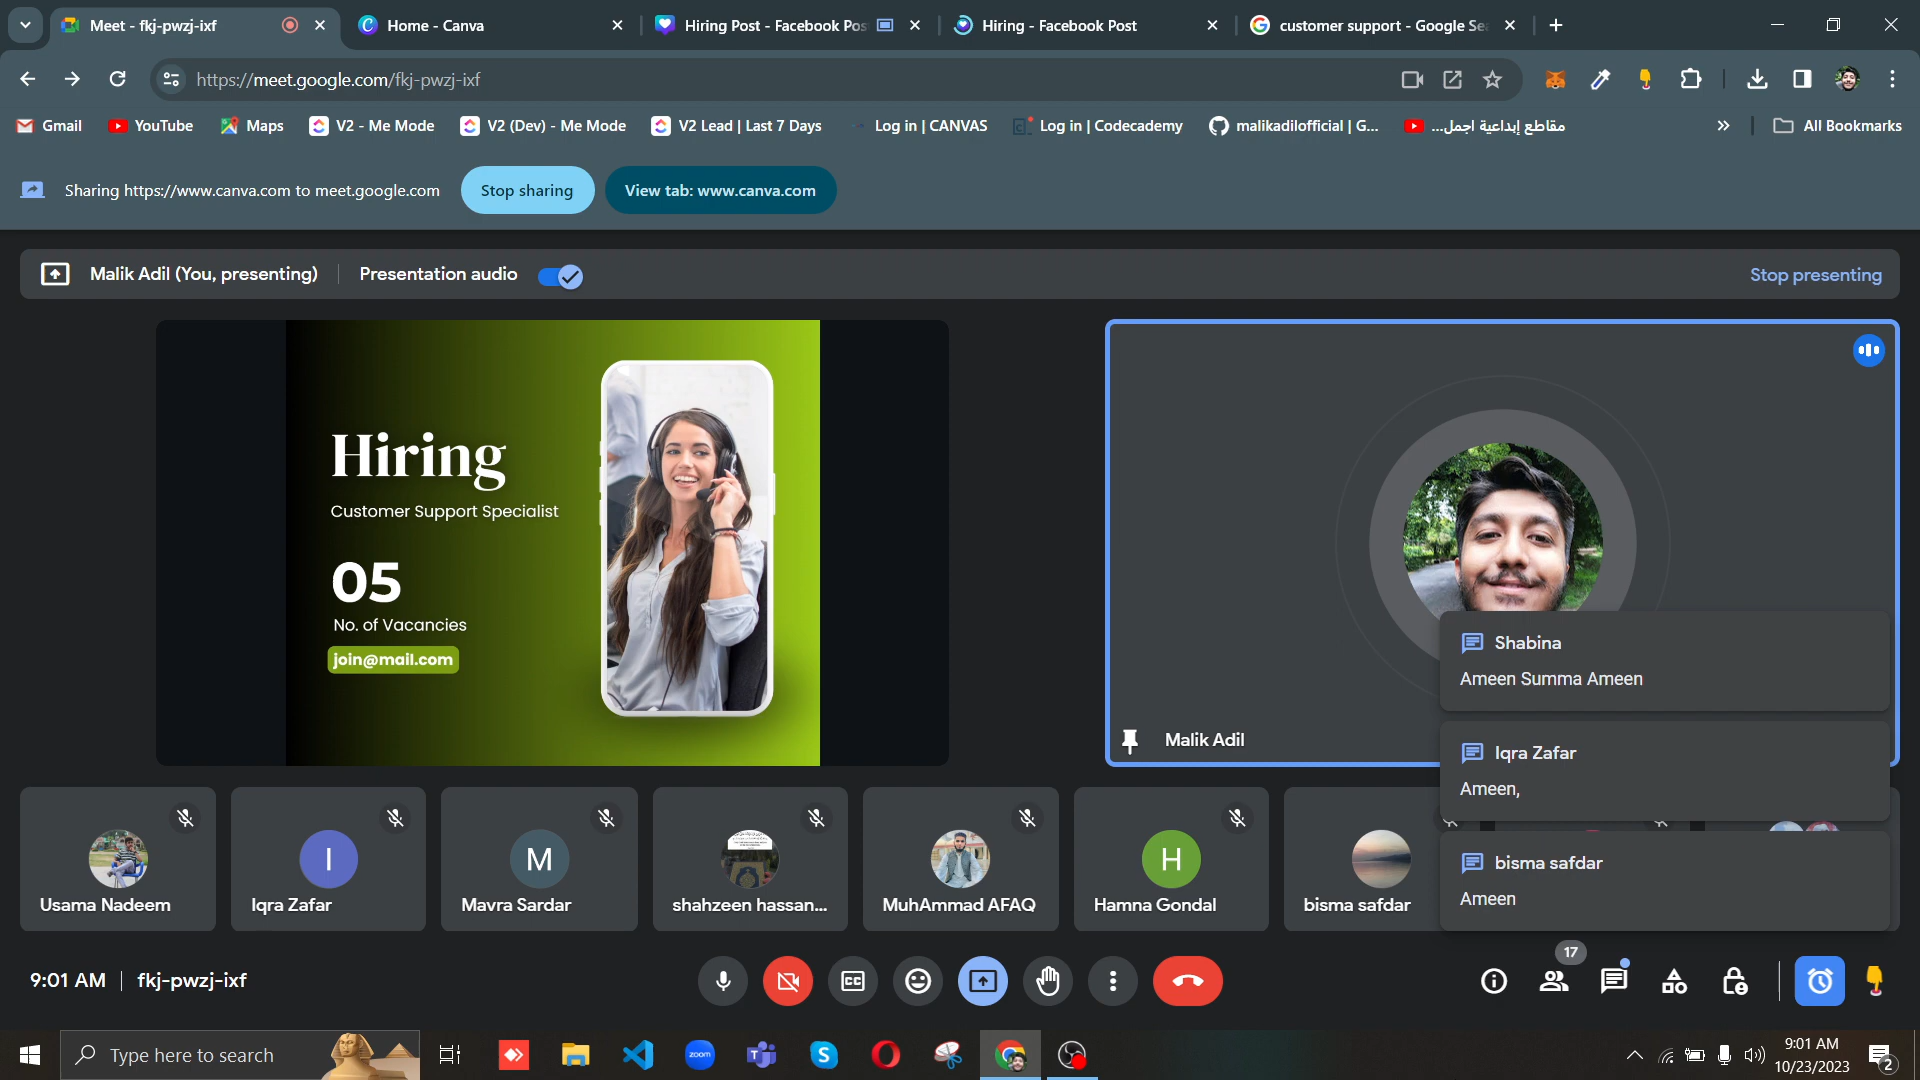 Meet - fkj-pwzj-ixf
Home - Canva
Hiring Post - Facebook Pos
Hiring - Facebook Post
customer support - Google Se
https://meet.google.com/fkj-pwzj-ixf
Gmail
YouTube
Maps
V2 - Me Mode
V2 (Dev) - Me Mode
V2 Lead | Last 7 Days
Log in | CANVAS
Log in | Codecademy
malikadilofficial | G...
مقاطع إبداعية اجمل...
All Bookmarks
Sharing https://www.canva.com to meet.google.com
Stop sharing
View tab: www.canva.com
Malik Adil (You, presenting)
Presentation audio
Stop presenting
Hiring
Customer Support Specialist
05
No. of Vacancies
join@mail.com
Malik Adil
Shabina
Ameen Summa Ameen
Iqra Zafar
Ameen,
bisma safdar
Ameen
Usama Nadeem
I
Iqra Zafar
M
Mavra Sardar
shahzeen hassan...
MuhAmmad AFAQ
H
Hamna Gondal
bisma safdar
9:01 AM
fkj-pwzj-ixf
17
Type here to search
zoom
9:01 AM
10/23/2023
2